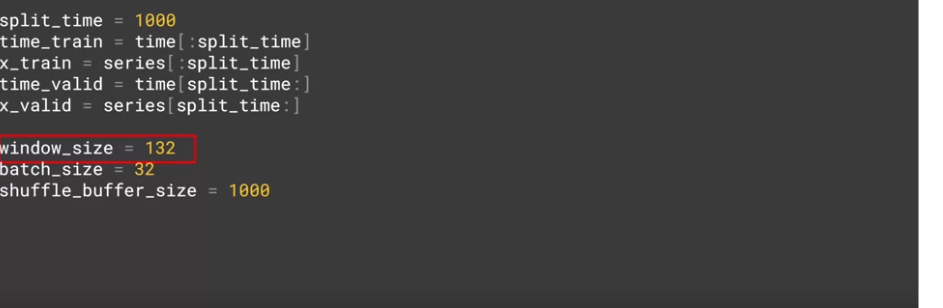 split_time = 1000
time_train = time[:split_time]
x_train = series[:split_time]
time_valid = time[split_time:]
x_valid = series[split_time:]
window_size = 132
batch_size = 32
shuffle_buffer_size = 1000